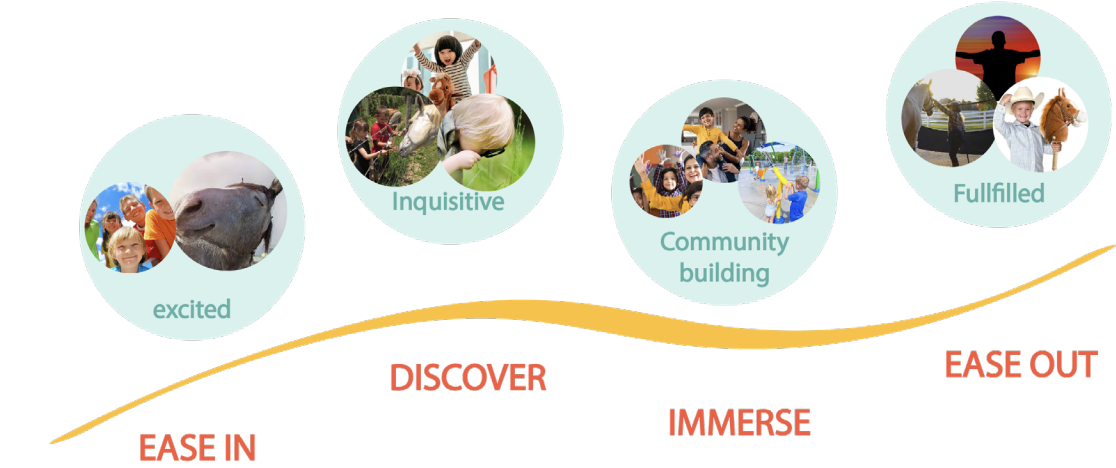 excited
Inquisitive
Community
building
Fullfilled
EASE IN
DISCOVER
IMMERSE
EASE OUT